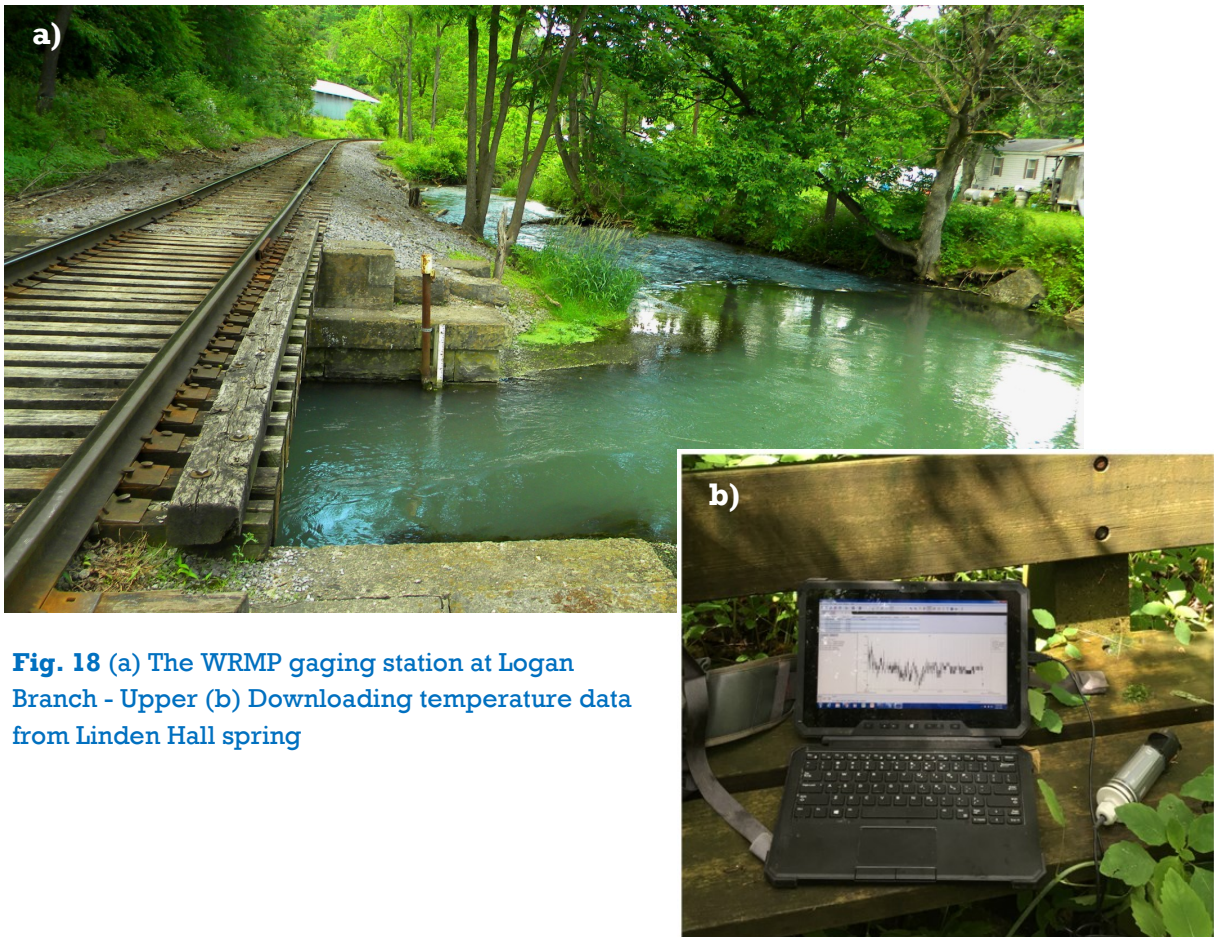 a)
b)
Fig. 18 (a) The WRMP gaging station at Logan
Branch - Upper (b) Downloading temperature data
from Linden Hall spring